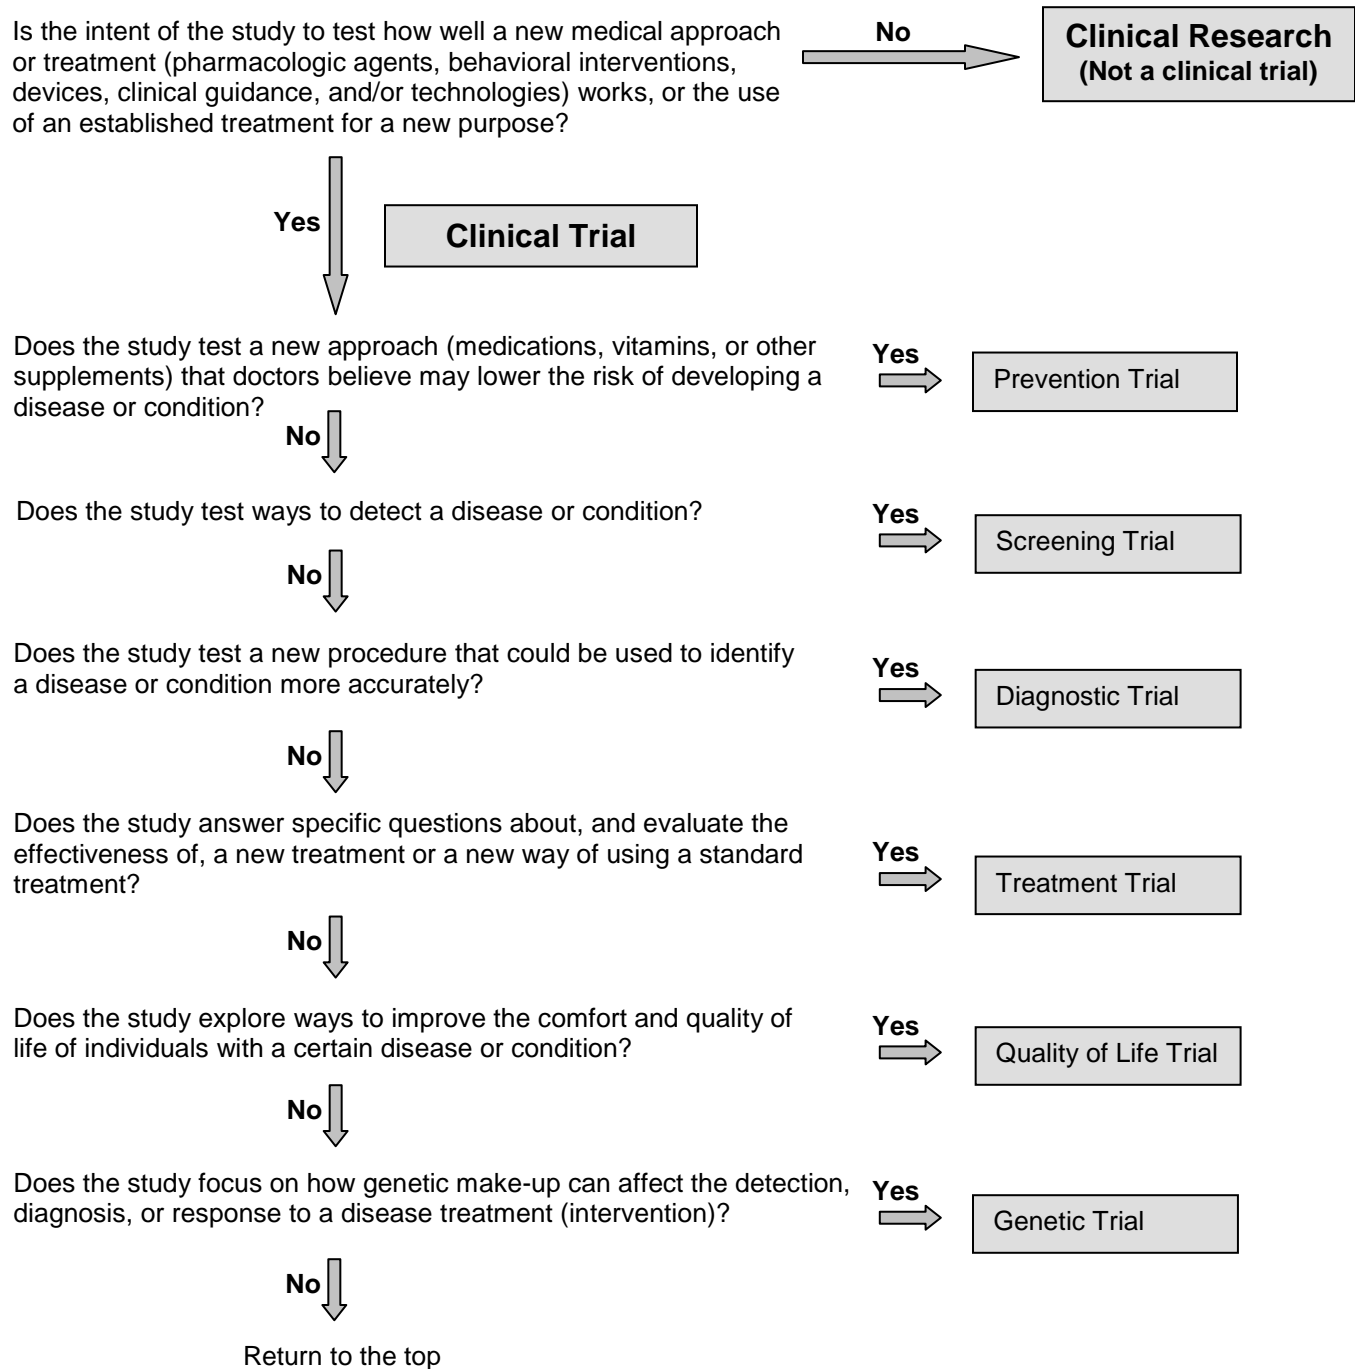 Is the intent of the study to test how well a new medical approach
or treatment (pharmacologic agents, behavioral interventions,
devices, clinical guidance, and/or technologies) works, or the use
of an established treatment for a new purpose?
No
Clinical Research
(Not a clinical trial)
Yes
Clinical Trial
Does the study test a new approach (medications, vitamins, or other
supplements) that doctors believe may lower the risk of developing a
disease or condition?
Yes
Prevention Trial
No
Does the study test ways to detect a disease or condition?
Yes
Screening Trial
No
Does the study test a new procedure that could be used to identify
a disease or condition more accurately?
Yes
Diagnostic Trial
No
Does the study answer specific questions about, and evaluate the
effectiveness of, a new treatment or a new way of using a standard
treatment?
Yes
Treatment Trial
No
Does the study explore ways to improve the comfort and quality of
life of individuals with a certain disease or condition?
Yes
Quality of Life Trial
No
Does the study focus on how genetic make-up can affect the detection,
diagnosis, or response to a disease treatment (intervention)?
Yes
Genetic Trial
No
Return to the top